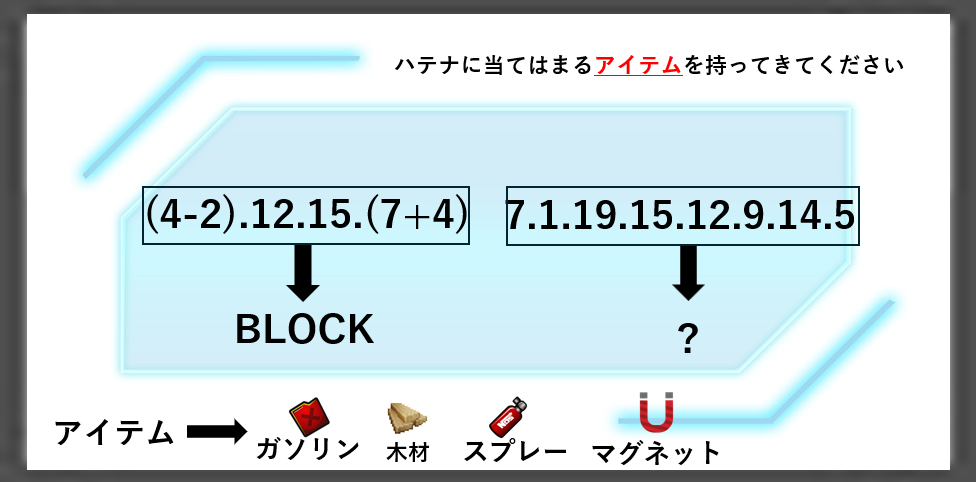 ハテナに当てはまるアイテムを持ってきてください
(4-2).12.15.(7+4)
7.1.19.15.12.9.14.5
BLOCK
?
アイテム
ガソリン
木材
スプレー
マグネット